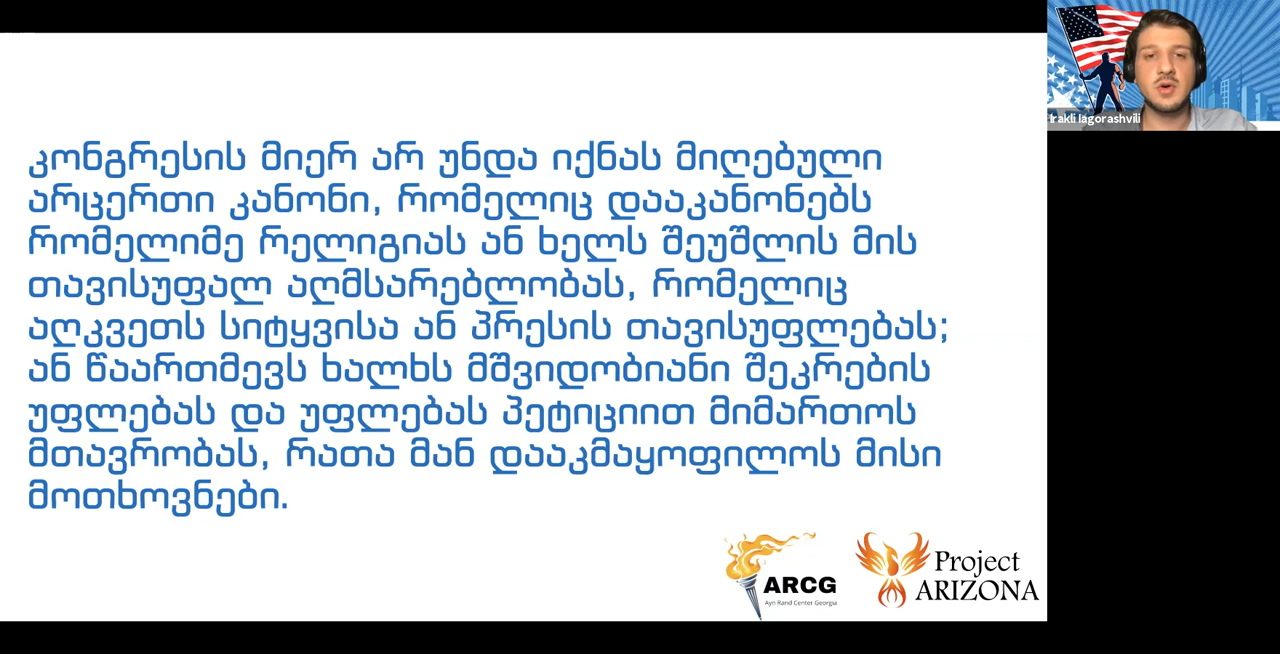 კონგრესის მიერ არ უნდა იქნას მიღებული
არცერთი კანონი, რომელიც დააკანონებს
რომელიმე რელიგიას ან ხელს შეუშლის მის
თავისუფალ აღმსარებლობას, რომელიც
აღკვეთს სიტყვისა ან პრესის თავისუფლებას;
ან წაართმევს ხალხს მშვიდობიანი შეკრების
უფლებას და უფლებას პეტიციით მიმართოს
მთავრობას, რათა მან დააკმაყოფილოს მისი
მოთხოვნები.
ARCG
Ayn Rand Center Georgia
Project
ARIZONA
Irakli Iagorashvili